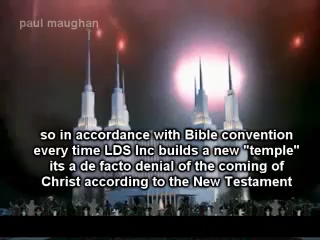 paul maughan
so in accordance with Bible convention
every time LDS Inc builds a new "temple"
its a de facto denial of the coming of
Christ according to the New Testament